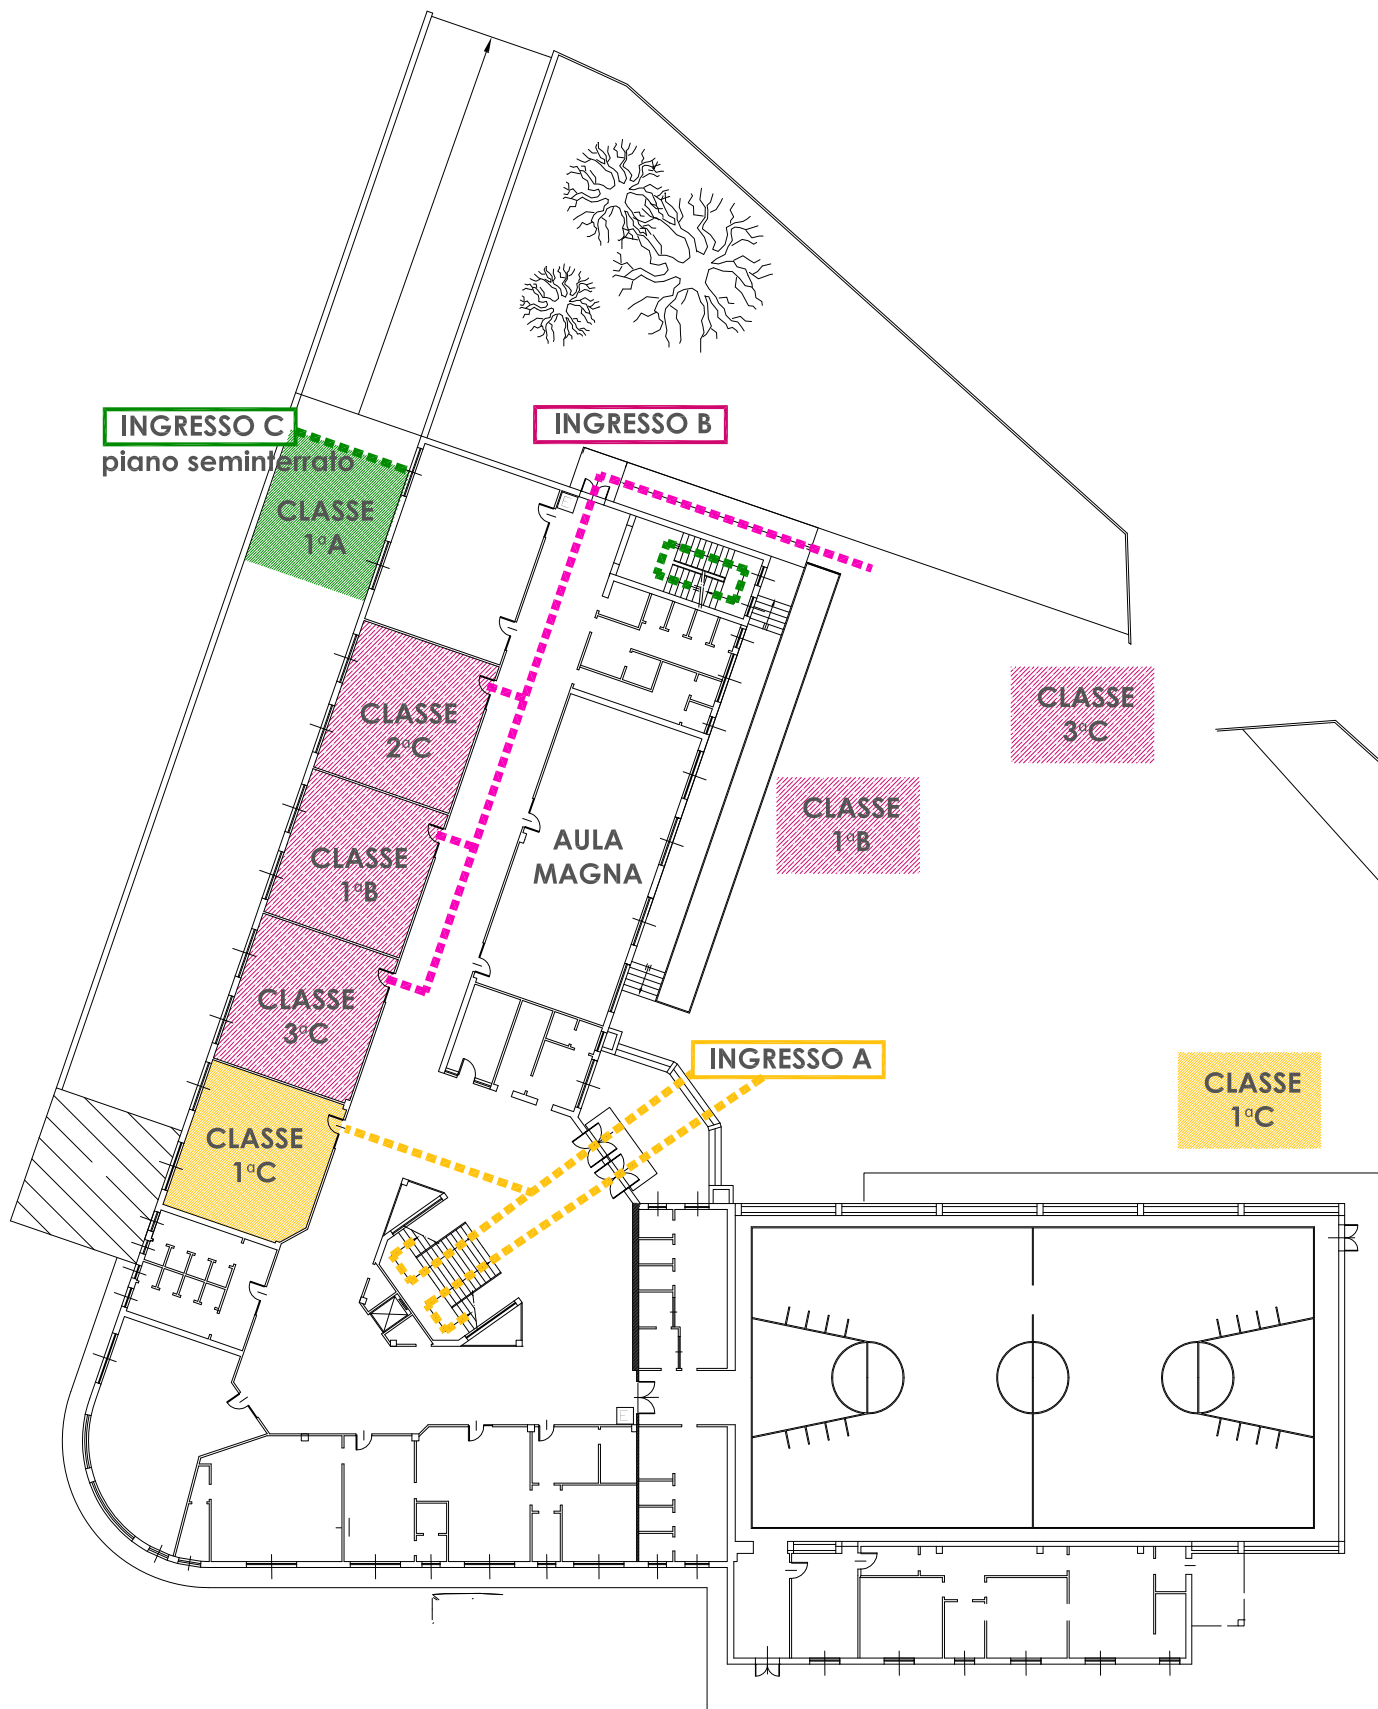 INGRESSO C
piano seminterrato
INGRESSO B
CLASSE
1ªA
CLASSE
2ªC
CLASSE
3ªC
CLASSE
1ªB
AULA
MAGNA
CLASSE
1ªB
CLASSE
3ªC
INGRESSO A
CLASSE
1ªC
CLASSE
1ªC
E
E